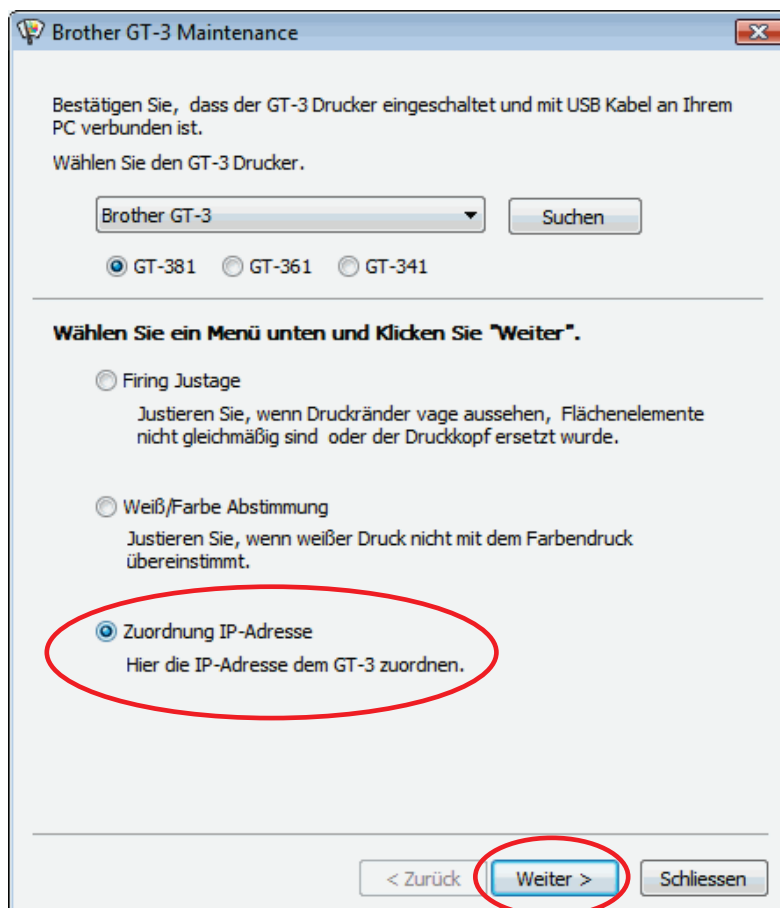 Brother GT-3 Maintenance
Bestätigen Sie, dass der GT-3 Drucker eingeschaltet und mit USB Kabel an Ihrem
PC verbunden ist.
Wählen Sie den GT-3 Drucker.
Brother GT-3
Suchen
GT-381 GT-361 GT-341
Wählen Sie ein Menü unten und Klicken Sie "Weiter".
Firing Justage
Justieren Sie, wenn Druckränder vage aussehen, Flächenelemente
nicht gleichmäßig sind oder der Druckkopf ersetzt wurde.
Weiß/Farbe Abstimmung
Justieren Sie, wenn weißer Druck nicht mit dem Farbendruck
übereinstimmt.
Zuordnung IP-Adresse
Hier die IP-Adresse dem GT-3 zuordnen.
< Zurück Weiter > Schliessen